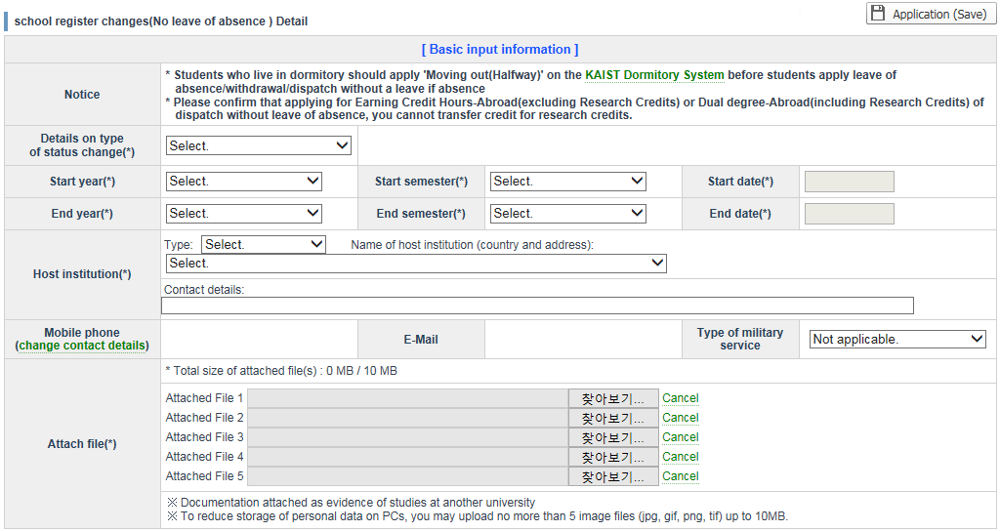 school register changes(No leave of absence ) Detail
Application (Save)
[ Basic input information ]
Notice
* Students who live in dormitory should apply 'Moving out(Halfway)' on the KAIST Dormitory System before students apply leave of
absence/withdrawal/dispatch without a leave if absence
* Please confirm that applying for Earning Credit Hours-Abroad(excluding Research Credits) or Dual degree-Abroad(including Research Credits) of
dispatch without leave of absence, you cannot transfer credit for research credits.
Details on type
of status change(*)
Select.
Start year(*)
Select.
Start semester(*)
Select.
Start date(*)
End year(*)
Select.
End semester(*)
Select.
End date(*)
Host institution(*)
Type:
Select.
Name of host institution (country and address):
Select.
Contact details:
Mobile phone
(change contact details)
E-Mail
Type of military
service
Not applicable.
Attach file(*)
* Total size of attached file(s) : 0 MB / 10 MB
Attached File 1
찾아보기...
Cancel
Attached File 2
찾아보기...
Cancel
Attached File 3
찾아보기...
Cancel
Attached File 4
찾아보기...
Cancel
Attached File 5
찾아보기...
Cancel
※ Documentation attached as evidence of studies at another university
※ To reduce storage of personal data on PCs, you may upload no more than 5 image files (jpg, gif, png, tif) up to 10MB.